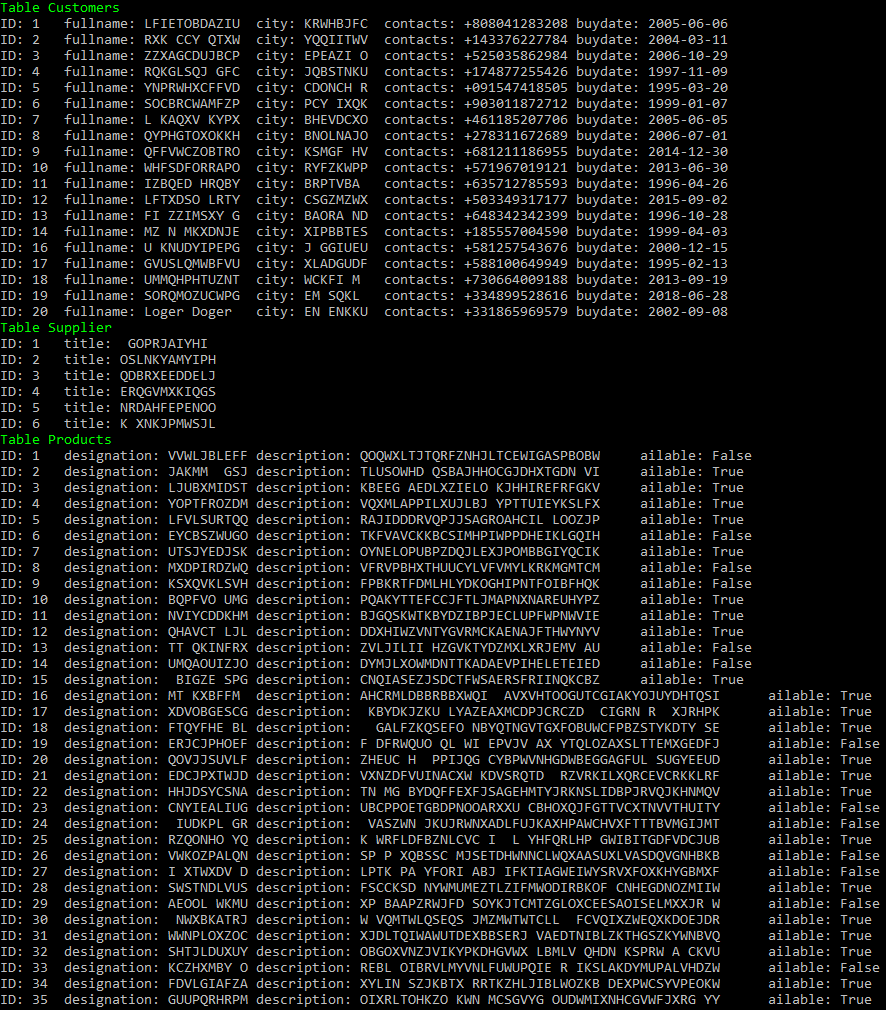 Table Customers
ID: 1 fullname: LFIETOBDAZIU city: KRWHBJFC contacts: +808041283208 buydate: 2005-06-06
ID: 2 fullname: RXK CCY QTXW city: YQQIITWV contacts: +143376227784 buydate: 2004-03-11
ID: 3 fullname: ZZXAGCDUJBCP city: EPEAZI O contacts: +525035862984 buydate: 2006-10-29
ID: 4 fullname: RQKGLSQJ GFC city: JQBSTNKU contacts: +174877255426 buydate: 1997-11-09
ID: 5 fullname: YNPRWHXCFFVD city: CDONCH R contacts: +091547418505 buydate: 1995-03-20
ID: 6 fullname: SOCBRCWAMFZP city: PCY IXQK contacts: +903011872712 buydate: 1999-01-07
ID: 7 fullname: L KAQXV KYPX city: BHEVDCXO contacts: +461185207706 buydate: 2005-06-05
ID: 8 fullname: QYPHGTOXOKKH city: BNOLNAJO contacts: +278311672689 buydate: 2006-07-01
ID: 9 fullname: QFFVWCZOBTRO city: KSMGF HV contacts: +681211186955 buydate: 2014-12-30
ID: 10 fullname: WHFSDFORRAPO city: RYFZKWPP contacts: +571967019121 buydate: 2013-06-30
ID: 11 fullname: IZBQED HRQBY city: BRPTVBA contacts: +635712785593 buydate: 1996-04-26
ID: 12 fullname: LFTXDSO LRTY city: CSGZMZWX contacts: +503349317177 buydate: 2015-09-02
ID: 13 fullname: FI ZZIMSXY G city: BAORA ND contacts: +648342342399 buydate: 1996-10-28
ID: 14 fullname: MZ N MKXDNJE city: XIPBBTES contacts: +185557004590 buydate: 1999-04-03
ID: 16 fullname: U KNUDYIPEPG city: J GGIUEU contacts: +581257543676 buydate: 2000-12-15
ID: 17 fullname: GVUSLQMWBFVU city: XLADGUDF contacts: +588100649949 buydate: 1995-02-13
ID: 18 fullname: UMMQHPHTUZNT city: WCKFI M contacts: +730664009188 buydate: 2013-09-19
ID: 19 fullname: SORQMOZUCWPG city: EM SQKL contacts: +334899528616 buydate: 2018-06-28
ID: 20 fullname: Loger Doger city: EN ENKKU contacts: +331865969579 buydate: 2002-09-08
Table Supplier
ID: 1 title: GOPRJAIYHI
ID: 2 title: OSLNKYAMYIPH
ID: 3 title: QDBRXEEDDELJ
ID: 4 title: ERQGVMXKIQGS
ID: 5 title: NRDAHFEPENOO
ID: 6 title: K XNKJPMWSJL
Table Products
ID: 1 designation: VVWLJBLEFF description: QOQWXLTJTQRFZNHJLTCEWIGASPBOBW ailable: False
ID: 2 designation: JAKMM GSJ description: TLUSOWHD QSBAJHHOCGJDHXTGDN VI ailable: True
ID: 3 designation: LJUBXMIDST description: KBEEG AEDLXZIELO KJHHIREFRFGKV ailable: True
ID: 4 designation: YOPTFROZDM description: VQXMLAPPILXUJLBJ YPTTUIEYKSLFX ailable: True
ID: 5 designation: LFVLSURTQQ description: RAJIDDDRVQPJJSAGROAHCIL LOOZJP ailable: True
ID: 6 designation: EYCBSZWUGO description: TKFVAVCKKBCSIMHPIWPPDHEIKLGQIH ailable: False
ID: 7 designation: UTSJYEDJSK description: OYNELOPUBPZDQJLEXJPOMBBGIYQCIK ailable: True
ID: 8 designation: MXDPIRDZWQ description: VFRVPBHXTHUUCYLVFVMYLKRKMGMTCM ailable: False
ID: 9 designation: KSXQVKLSVH description: FPBKRTFDMLHLYDKOGHIPNTFOIBFHQK ailable: False
ID: 10 designation: BQPFVO UMG description: PQAKYTTEFCCJFTLJMAPNXNAREUHYPZ ailable: True
ID: 11 designation: NVIYCDDKHM description: BJGQSKWTKBYDZIBPJECLUPFWPNWVIE ailable: True
ID: 12 designation: QHAVCT LJL description: DDXHIWZVNTYGVRMCKAENAJFTHWYNYV ailable: True
ID: 13 designation: TT QKINFRX description: ZVLJILII HZGVKTYDZMXLXRJEMV AU ailable: False
ID: 14 designation: UMQAOUIZJO description: DYMJLXOWMDNTTKADAEVPIHELETEIED ailable: False
ID: 15 designation: BIGZE SPG description: CNQIASEZJSDCTFWSAERSFRIINQKCBZ ailable: True
ID: 16 designation: MT KXBFFM description: AHCRMLDBBRBBXWQI AVXVHTOOGUTCGIAKYOJUYDHTQSI ailable: True
ID: 17 designation: XDVOBGESCG description: KBYDKJZKU LYAZEAXMCDPJCRCZD CIGRN R XJRHPK ailable: True
ID: 18 designation: FTQYFHE BL description: GALFZKQSEFO NBYQTNGVTGXFOBUWCFPBZSTYKDTY SE ailable: True
ID: 19 designation: ERJCJPHOEF description: F DFRWQUO QL WI EPVJV AX YTQLOZAXSLTTEMXGEDFJ ailable: False
ID: 20 designation: QOVJJSUVLF description: ZHEUC H PPIJQG CYBPWVNHGDWBEGGAGFUL SUGYEEUD ailable: True
ID: 21 designation: EDCJPXTWJD description: VXNZDFVUINACXW KDVSRQTD RZVRKILXQRCEVCRKKLRF ailable: True
ID: 22 designation: HHJDSYCSNA description: TN MG BYDQFFEXFJSAGEHMTYJRKNSLIDBPJRVQJKHNMQV ailable: True
ID: 23 designation: CNYIEALIUG description: UBCPPOETGBDPNOOARXXU CBHOXQJFGTTVCXTNVVTHUITY ailable: False
ID: 24 designation: IUDKPL GR description: VASZWN JKUJRWNXADLFUJKAXHPAWCHVXFTTTBVMGIJMT ailable: False
ID: 25 designation: RZQONHO YQ description: K WRFLDFBZNLCVC I L YHFQRLHP GWIBITGDFVDCJUB ailable: True
ID: 26 designation: VWKOZPALQN description: SP P XQBSSC MJSETDHWNNCLWQXAASUXLVASDQVGNHBKB ailable: False
ID: 27 designation: I XTWXDV D description: LPTK PA YFORI ABJ IFKTIAGWEIWYSRVXFOXKHYGBMXF ailable: False
ID: 28 designation: SWSTNDLVUS description: FSCCKSD NYWMUMEZTLZIFMWODIRBKOF CNHEGDNOZMIIW ailable: True
ID: 29 designation: AEOOL WKMU description: XP BAAPZRWJFD SOYKJTCMTZGLOXCEESAOISELMXXJR W ailable: False
ID: 30 designation: NWXBKATRJ description: W VQMTWLQSEQS JMZMWTWTCLL FCVQIXZWEQXKDOEJDR ailable: True
ID: 31 designation: WWNPLOXZOC description: XJDLTQIWAWUTDEXBBSERJ VAEDTNIBLZKTHGSZKYWNBVQ ailable: True
ID: 32 designation: SHTJLDUXUY description: OBGOXVNZJVIKYPKDHGVWX LBMLV QHDN KSPRW A CKVU ailable: True
ID: 33 designation: KCZHXMBY O description: REBL OIBRVLMYVNLFUWUPQIE R IKSLAKDYMUPALVHDZW ailable: False
ID: 34 designation: FDVLGIAFZA description: XYLIN SZJKBTX RRTKZHLJIBLWOZKB DEXPWCSYVPEOKW ailable: True
ID: 35 designation: GUUPQRHRPM description: OIXRLTOHKZO KWN MCSGVYG OUDWMIXNHCGVWFJXRG YY ailable: True